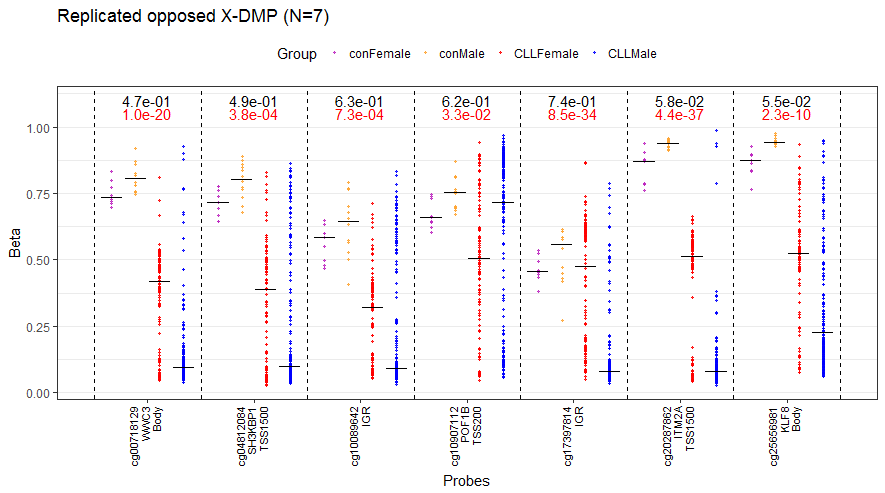 Replicated opposed X-DMP (N=7)
Group conFemale conMale CLLFemale CLLMale
4.7e-01 4.9e-01 6.3e-01 6.2e-01 7.4e-01 5.8e-02 5.5e-02
1.0e-20 3.8e-04 7.3e-04 3.3e-02 8.5e-34 4.4e-37 2.3e-10
1.00
0.75
0.50
0.25
0.00
Beta
cg00718129
WWC3
Body
cg04812084
SH3KBP1
TSS1500
cg10089642
IGR
cg10907112
POF1B
TSS200
cg17397814
IGR
cg20287862
ITM2A
TSS1500
cg25656981
KLF8
Body
Probes